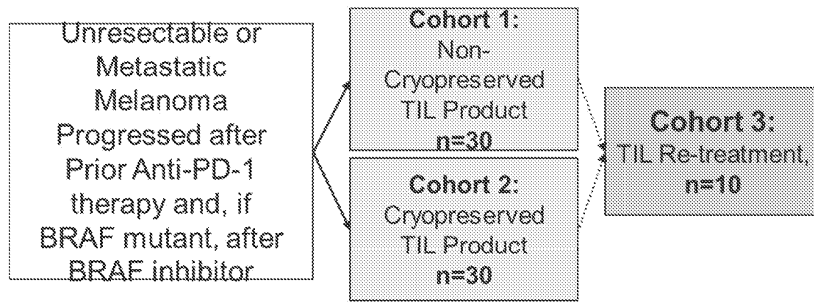 Unresectable or
Metastatic
Melanoma
Progressed after
Prior Anti-PD-1
therapy and, if
BRAF mutant, after
BRAF inhibitor
Cohort 1:
Non-
Cryopreserved
TIL Product
n=30
Cohort 2:
Cryopreserved
TIL Product
n=30
Cohort 3:
TIL Re-treatment,
n=10